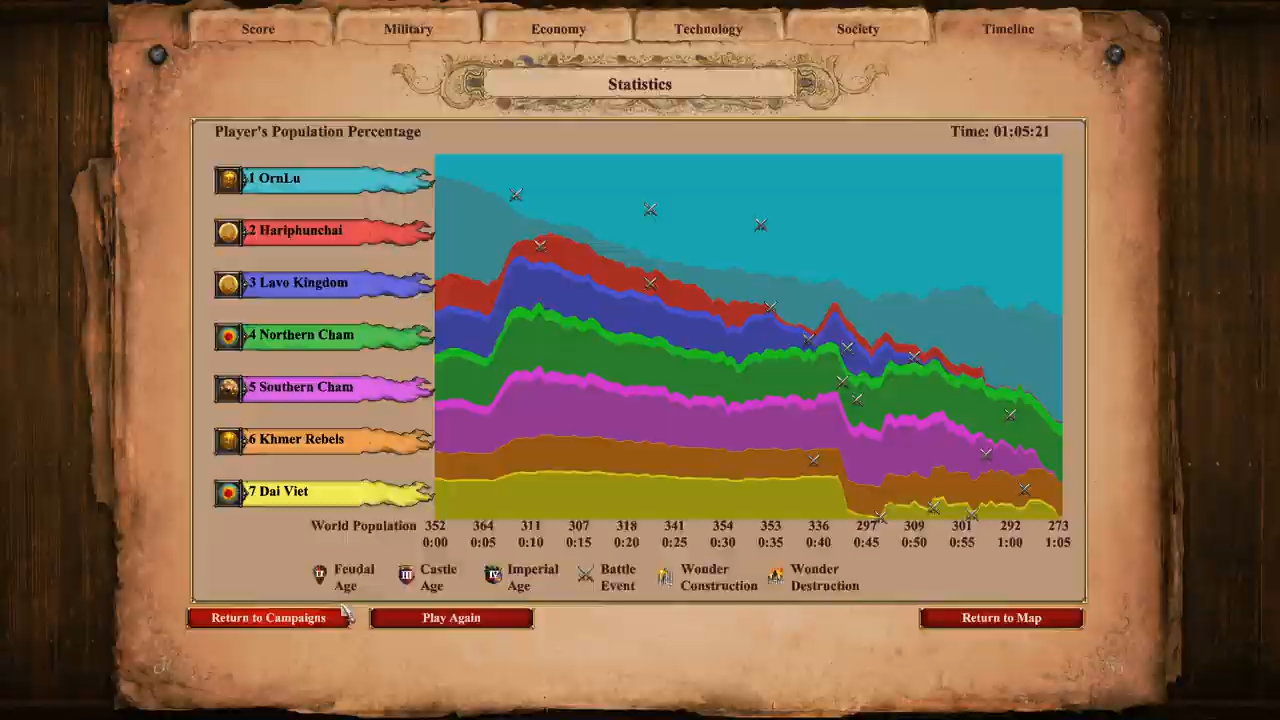 Score Military Economy Technology Society Timeline
Statistics
Player's Population Percentage Time: 01:05:21
1 OrnLu
2 Hariphunchai
3 Lavo Kingdom
4 Northern Cham
5 Southern Cham
6 Khmer Rebels
7 Dai Viet
World Population 352 364 311 307 318 341 354 353 336 297 309 301 292 273
0:00 0:05 0:10 0:15 0:20 0:25 0:30 0:35 0:40 0:45 0:50 0:55 1:00 1:05
Feudal Age
Castle Age
Imperial Age
Battle Event
Wonder Construction
Wonder Destruction
Return to Campaigns Play Again Return to Map